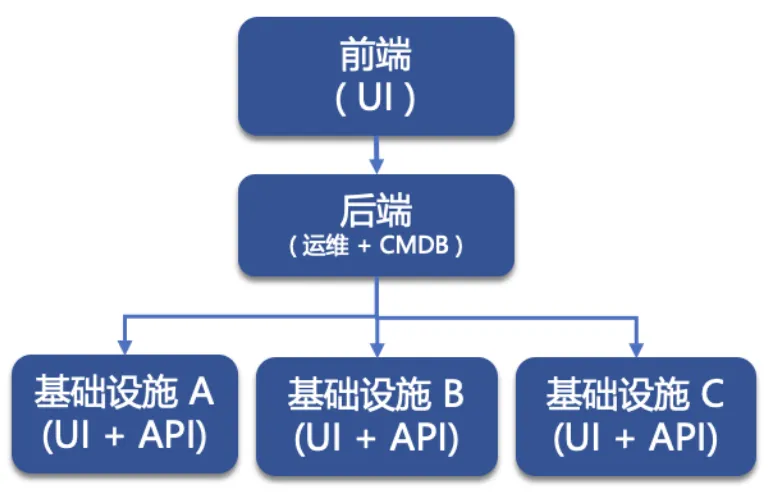 前端
（UI）
后端
（运维 + CMDB）
基础设施 A
(UI + API)
基础设施 B
(UI + API)
基础设施 C
(UI + API)